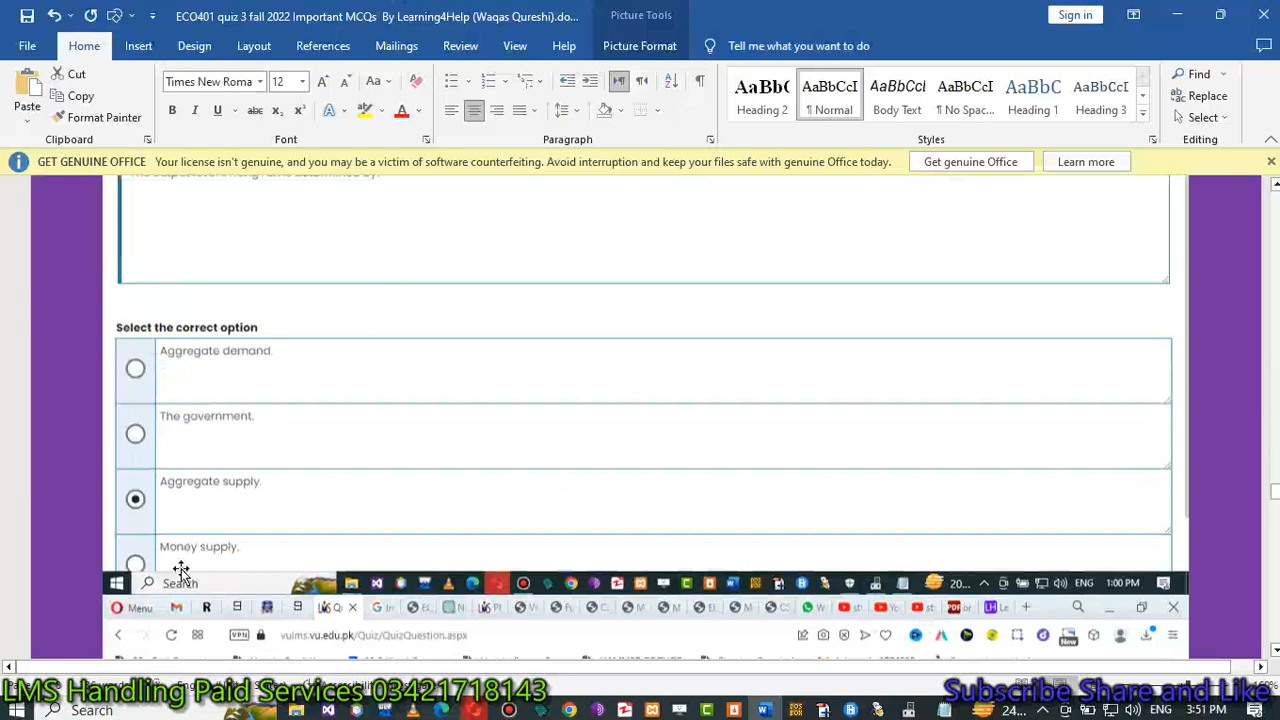 ECO401 quiz 3 fall 2022 Important MCQs By Learning4Help (Waqas Qureshi).do...
Picture Tools
Sign in
File Home Insert Design Layout References Mailings Review View Help Picture Format Tell me what you want to do
Paste
Cut
Copy
Format Painter
Clipboard
Times New Roma 12
Font
Paragraph
AaBb( Heading 2
AaBbCcI ¶ Normal
AaBbCcI Body Text
AaBbCcI ¶ No Spac...
AaBbC Heading 1
AaBbCcI Heading 3
Styles
Find
Replace
Select
Editing
GET GENUINE OFFICE Your license isn't genuine, and you may be a victim of software counterfeiting. Avoid interruption and keep your files safe with genuine Office today. Get genuine Office Learn more
Select the correct option
Aggregate demand.
The government.
Aggregate supply.
Money supply.
Search 20... ENG 1:00 PM
Menu
VPN vuims.vu.edu.pk/Quiz/QuizQuestion.aspx New
LMS Handling Paid Services 03421718143
Subscribe Share and Like
Search 24... ENG 3:51 PM